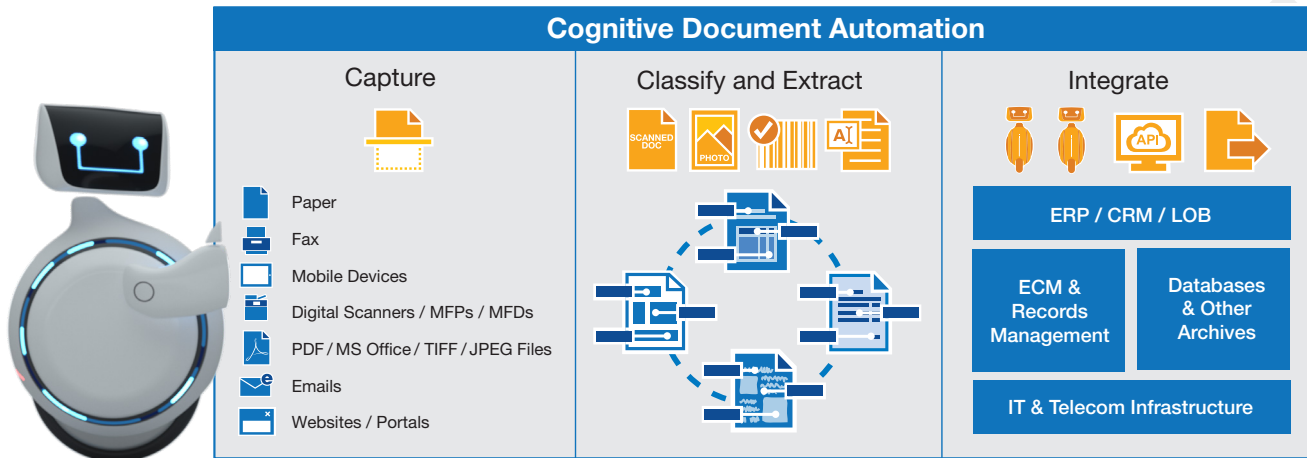 Cognitive Document Automation
Capture
Paper
Fax
Mobile Devices
Digital Scanners / MFPs / MFDs
PDF / MS Office / TIFF / JPEG Files
Emails
Websites / Portals
Classify and Extract
SCANNED
DOC
PHOTO
A
Integrate
API
ERP / CRM / LOB
ECM &
Records
Management
Databases
& Other
Archives
IT & Telecom Infrastructure